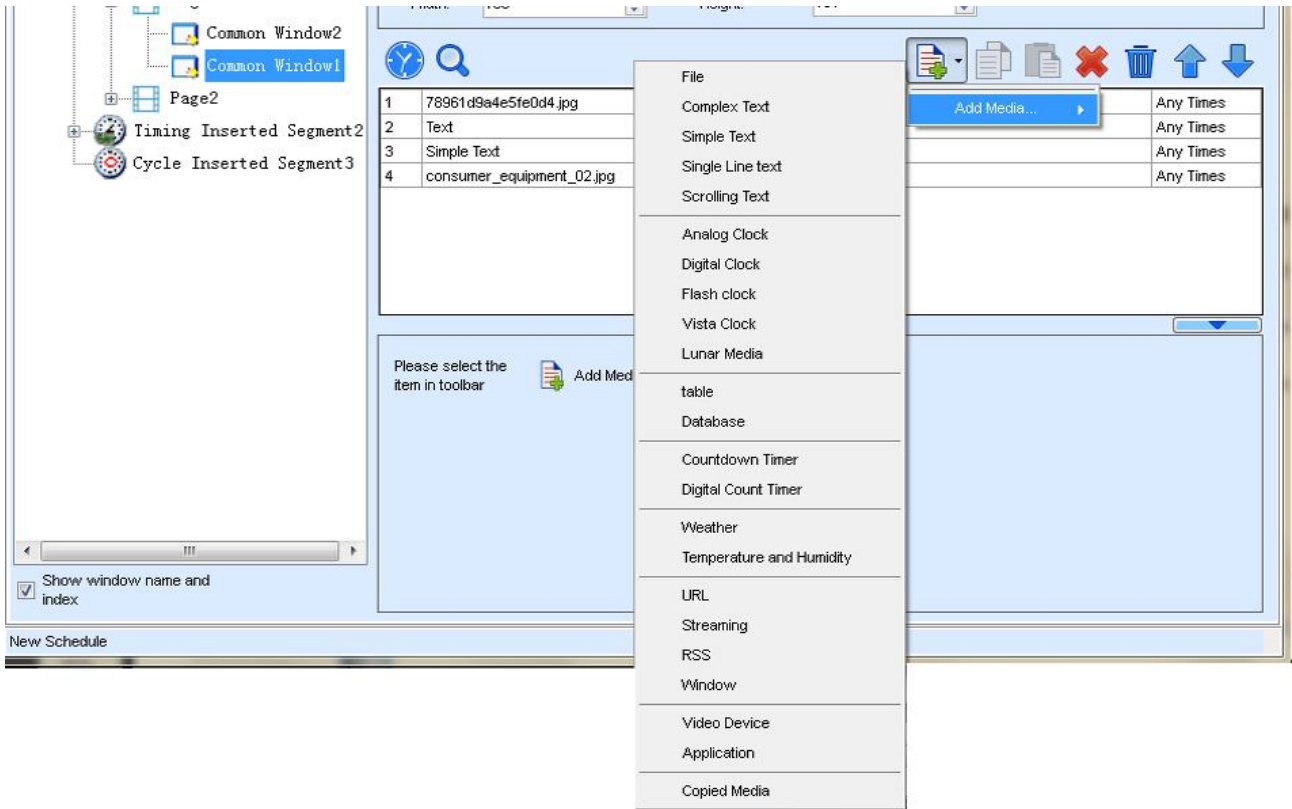 Common Window2
Common Window1
Page2
Timing Inserted Segment2
Cycle Inserted Segment3
Show window name and
index
New Schedule
1 78961d9a4e5fe0d4.jpg Any Times
2 Text Any Times
3 Simple Text Any Times
4 consumer_equipment_02.jpg Any Times
Please select the
item in toolbar
Add Med
Add Media...
File
Complex Text
Simple Text
Single Line text
Scrolling Text
Analog Clock
Digital Clock
Flash clock
Vista Clock
Lunar Media
table
Database
Countdown Timer
Digital Count Timer
Weather
Temperature and Humidity
URL
Streaming
RSS
Window
Video Device
Application
Copied Media